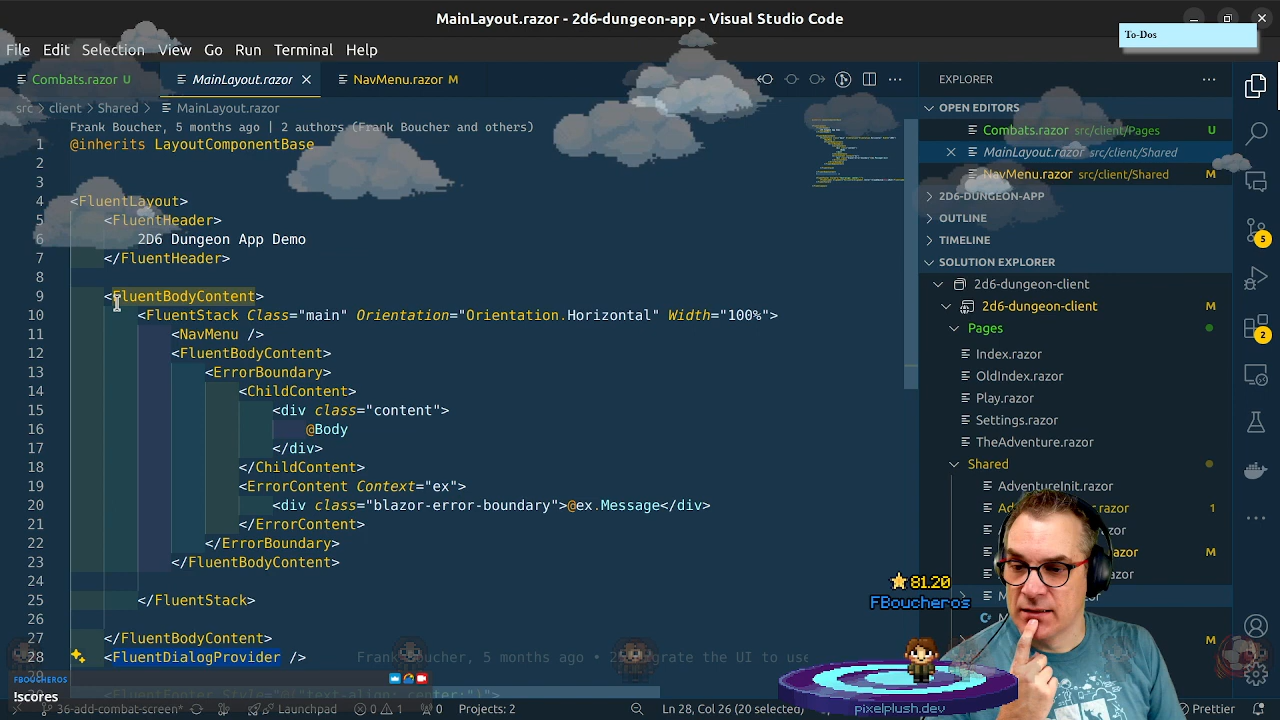 MainLayout.razor - 2d6-dungeon-app - Visual Studio Code
To-Dos
File Edit Selection View Go Run Terminal Help
Combats.razor U
MainLayout.razor
NavMenu.razor M
src > client > Shared > MainLayout.razor
Frank Boucher, 5 months ago | 2 authors (Frank Boucher and others)
1 @inherits LayoutComponentBase
2
3
4 <FluentLayout>
5 <FluentHeader>
6 2D6 Dungeon App Demo
7 </FluentHeader>
8
9 <FluentBodyContent>
10 <FluentStack Class="main" Orientation="Orientation.Horizontal" Width="100%">
11 <NavMenu />
12 <FluentBodyContent>
13 <ErrorBoundary>
14 <ChildContent>
15 <div class="content">
16 @Body
17 </div>
18 </ChildContent>
19 <ErrorContent Context="ex">
20 <div class="blazor-error-boundary">@ex.Message</div>
21 </ErrorContent>
22 </ErrorBoundary>
23 </FluentBodyContent>
24
25 </FluentStack>
26
27 </FluentBodyContent>
28 <FluentDialogProvider /> Frank Boucher, 5 months ago •
<FluentFooter Style="@("text-align: center;")">
EXPLORER
OPEN EDITORS
Combats.razor src/client/Pages U
MainLayout.razor src/client/Shared
NavMenu.razor src/client/Shared M
2D6-DUNGEON-APP
OUTLINE
TIMELINE
SOLUTION EXPLORER
2d6-dungeon-client
2d6-dungeon-client M
Pages
Index.razor
OldIndex.razor
Play.razor
Settings.razor
TheAdventure.razor
Shared
AdventureInit.razor
1
M
M
5
2
81.20
FBoucheros
pixelplush.dev
FBOUCHEROS
!scores
36-add-combat-screen* Launchpad 0 1 0 Projects: 2
Ln 28, Col 26 (20 selected)
Prettier